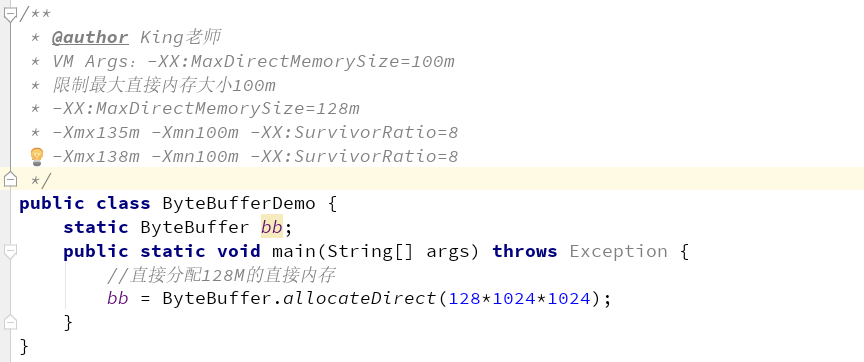 /**
 * @author King老师
 * VM Args：-XX:MaxDirectMemorySize=100m
 * 限制最大直接内存大小100m
 * -XX:MaxDirectMemorySize=128m
 * -Xmx135m -Xmn100m -XX:SurvivorRatio=8
 -Xmx138m -Xmn100m -XX:SurvivorRatio=8
 */
public class ByteBufferDemo {
    static ByteBuffer bb;
    public static void main(String[] args) throws Exception {
        //直接分配128M的直接内存
        bb = ByteBuffer.allocateDirect(128*1024*1024);
    }
}